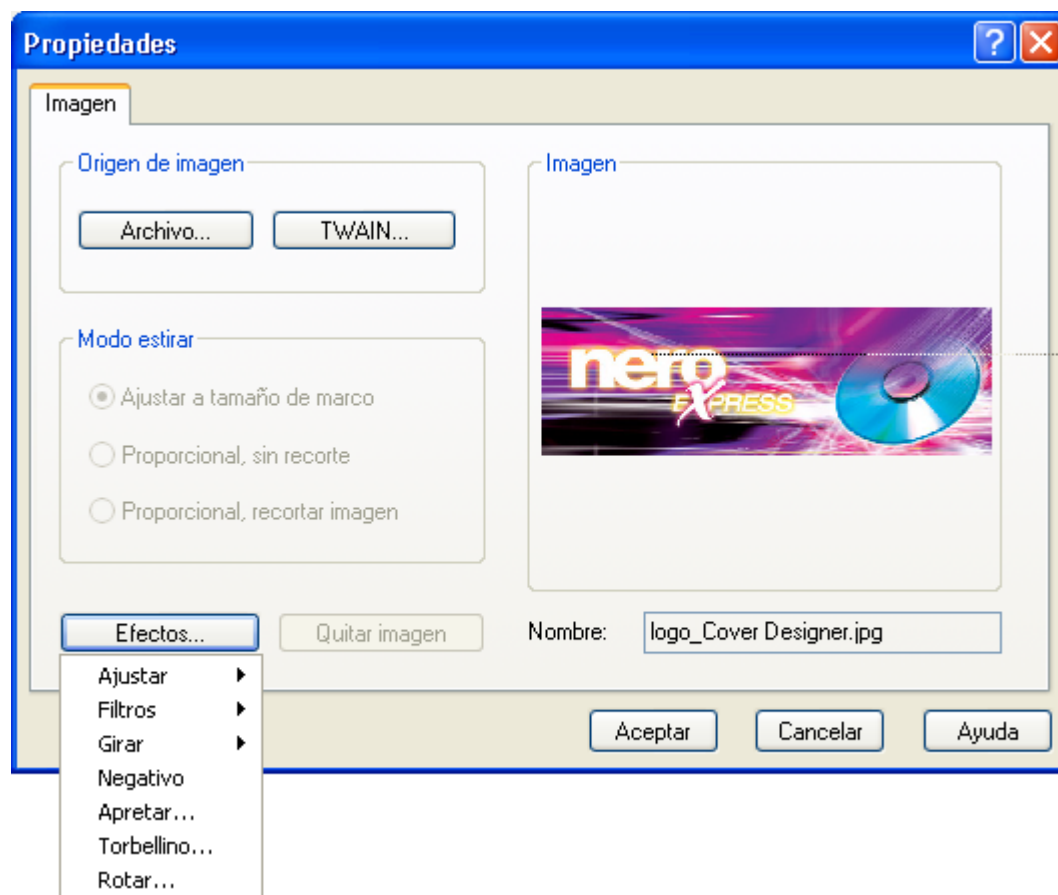 Propiedades
Imagen
Origen de imagen
Archivo...
TWAIN...
Modo estirar
Ajustar a tamaño de marco
Proporcional, sin recorte
Proporcional, recortar imagen
Imagen
nero
EXPRESS
Efectos...
Quitar imagen
Nombre:
logo_Cover Designer.jpg
Ajustar
Filtros
Girar
Negativo
Apretar...
Torbellino...
Rotar...
Aceptar
Cancelar
Ayuda